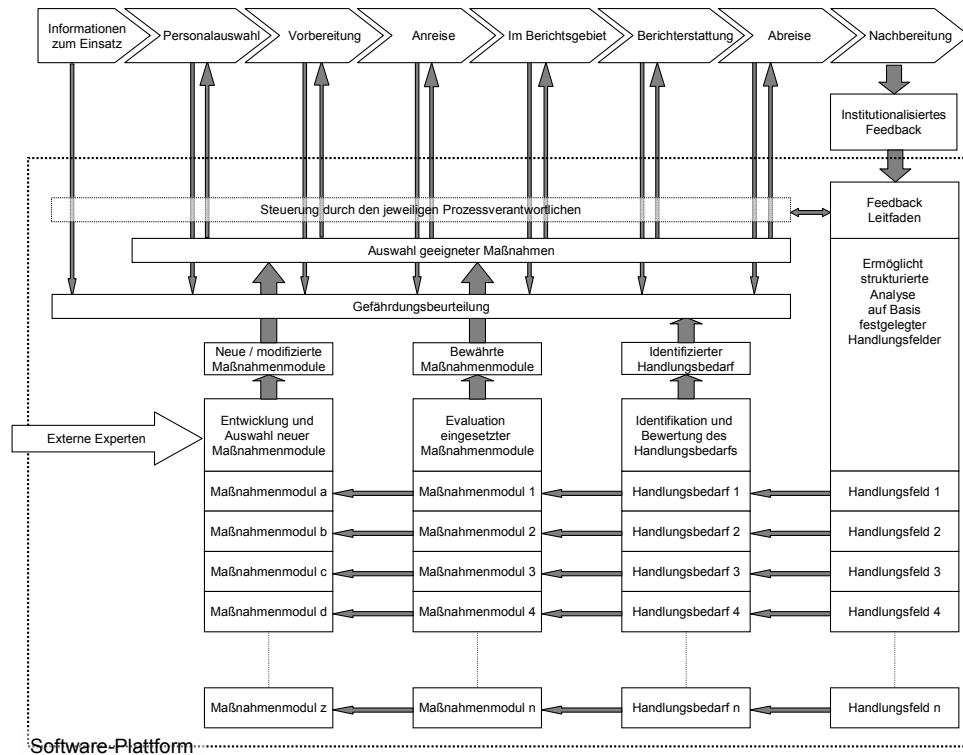 Informationen
zum Einsatz
Personalauswahl
Vorbereitung
Anreise
Im Berichtsgebiet
Berichterstattung
Abreise
Nachbereitung
Institutionalisiertes
Feedback
Steuerung durch den jeweiligen Prozessverantwortlichen
Feedback
Leitfaden
Auswahl geeigneter Maßnahmen
Ermöglicht
strukturierte
Analyse
auf Basis
festgelegter
Handlungsfelder
Gefährdungsbeurteilung
Neue / modifizierte
Maßnahmenmodule
Bewährte
Maßnahmenmodule
Identifizierter
Handlungsbedarf
Externe Experten
Entwicklung und
Auswahl neuer
Maßnahmenmodule
Evaluation
eingesetzter
Maßnahmenmodule
Identifikation und
Bewertung des
Handlungsbedarfs
Maßnahmenmodul a
Maßnahmenmodul 1
Handlungsbedarf 1
Handlungsfeld 1
Maßnahmenmodul b
Maßnahmenmodul 2
Handlungsbedarf 2
Handlungsfeld 2
Maßnahmenmodul c
Maßnahmenmodul 3
Handlungsbedarf 3
Handlungsfeld 3
Maßnahmenmodul d
Maßnahmenmodul 4
Handlungsbedarf 4
Handlungsfeld 4
Maßnahmenmodul z
Maßnahmenmodul n
Handlungsbedarf n
Handlungsfeld n
Software-Plattform